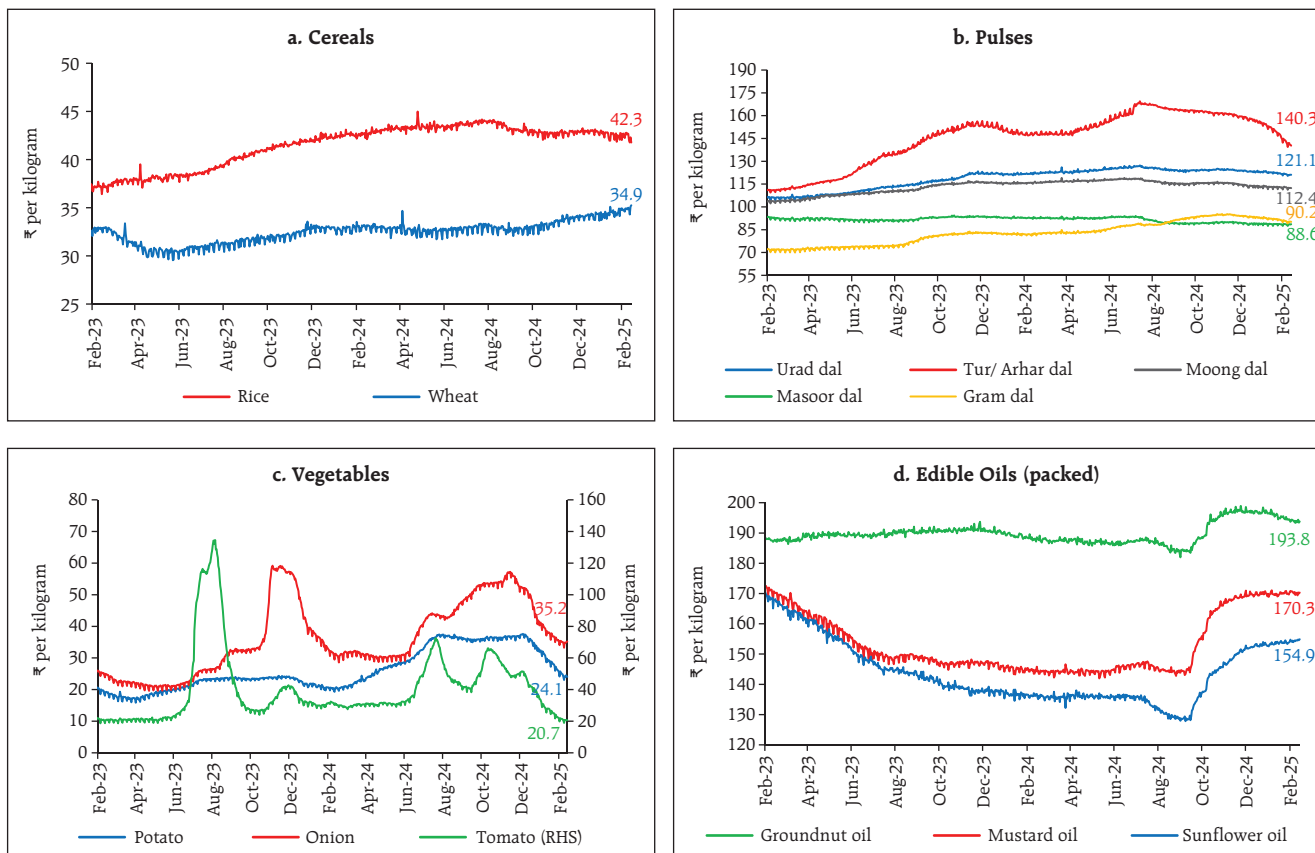 a. Cereals
₹ per kilogram
50
45
40
35
30
25
42.3
34.9
Feb-23
Apr-23
Jun-23
Aug-23
Oct-23
Dec-23
Feb-24
Apr-24
Jun-24
Aug-24
Oct-24
Dec-24
Feb-25
Rice
Wheat
b. Pulses
₹ per kilogram
190
175
160
145
130
115
100
85
70
55
140.3
121.1
112.4
90.2
88.6
Feb-23
Apr-23
Jun-23
Aug-23
Oct-23
Dec-23
Feb-24
Apr-24
Jun-24
Aug-24
Oct-24
Dec-24
Feb-25
Urad dal
Tur/ Arhar dal
Moong dal
Masoor dal
Gram dal
c. Vegetables
₹ per kilogram
80
70
60
50
40
30
20
10
0
160
140
120
100
80
60
40
20
0
₹ per kilogram
35.2
24.1
20.7
Feb-23
Apr-23
Jun-23
Aug-23
Oct-23
Dec-23
Feb-24
Apr-24
Jun-24
Aug-24
Oct-24
Dec-24
Feb-25
Potato
Onion
Tomato (RHS)
d. Edible Oils (packed)
₹ per kilogram
200
190
180
170
160
150
140
130
120
193.8
170.3
154.9
Feb-23
Apr-23
Jun-23
Aug-23
Oct-23
Dec-23
Feb-24
Apr-24
Jun-24
Aug-24
Oct-24
Dec-24
Feb-25
Groundnut oil
Mustard oil
Sunflower oil